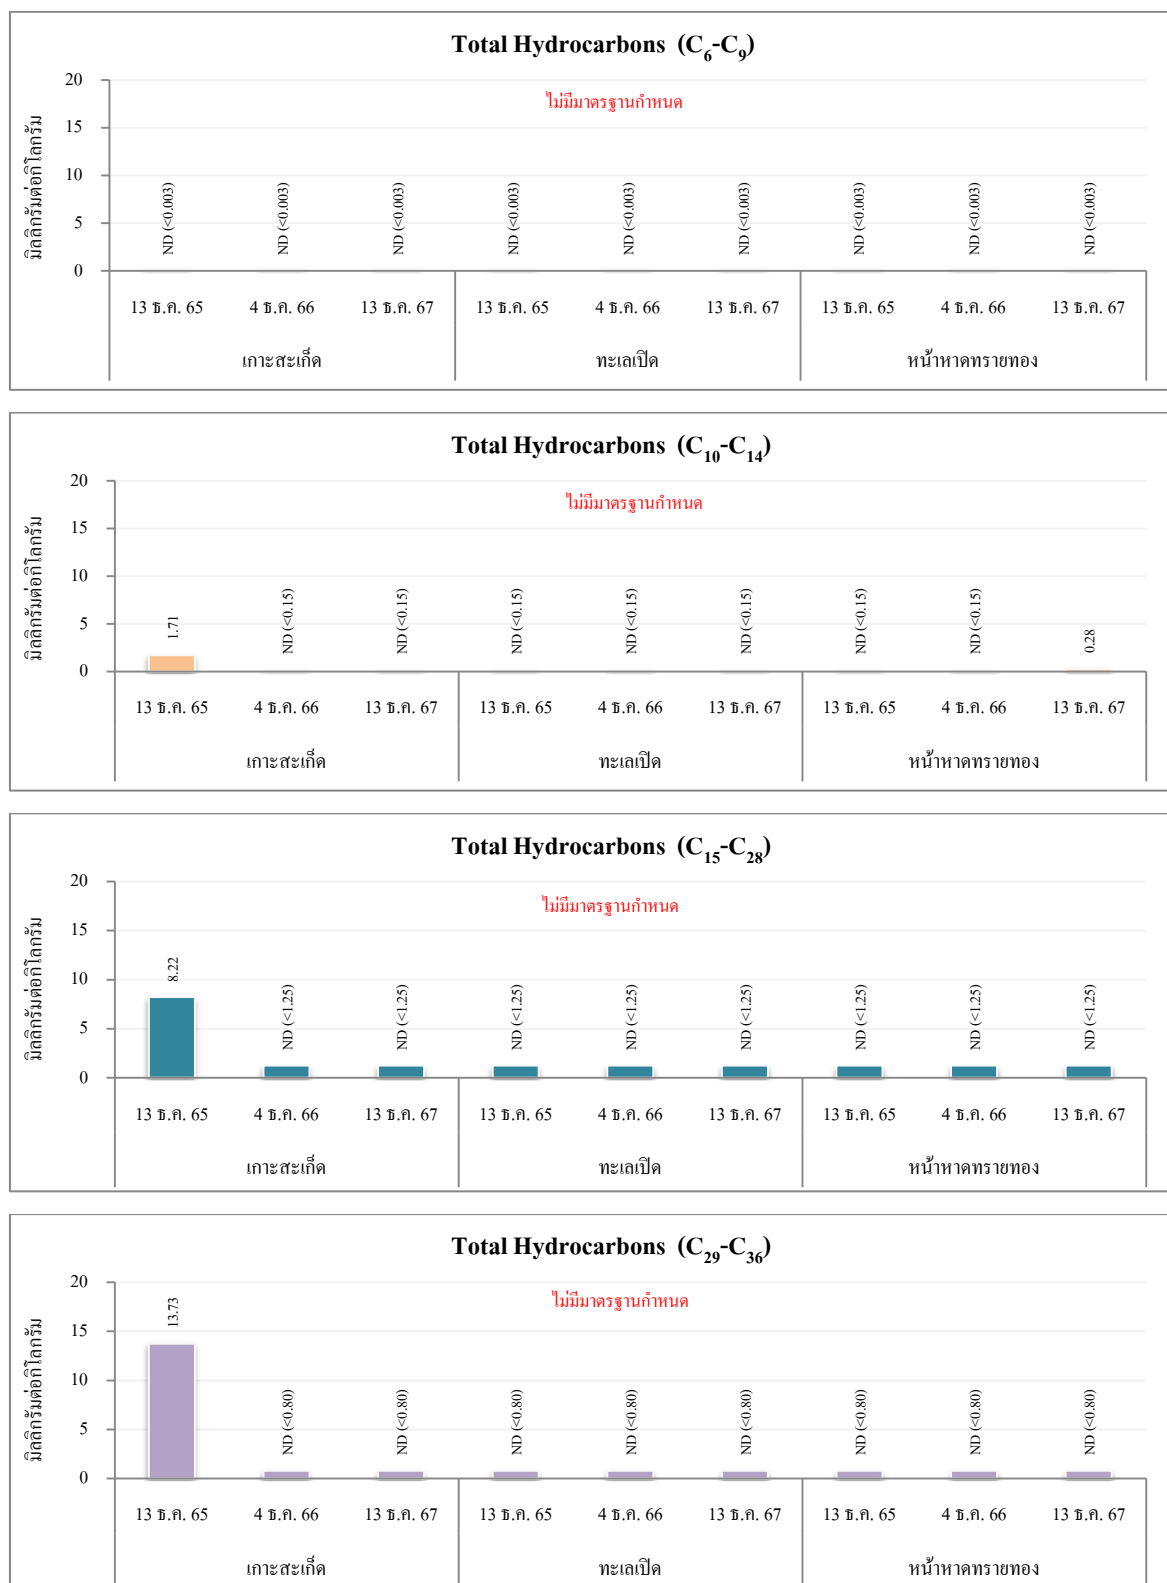 Total Hydrocarbons (C6-C9)
ไม่มีมาตรฐานกำหนด
มิลลิกรัมต่อกิโลกรัม
20
15
10
5
0
ND (<0.003) ND (<0.003) ND (<0.003) ND (<0.003) ND (<0.003) ND (<0.003) ND (<0.003) ND (<0.003) ND (<0.003)
13 ธ.ค. 65 4 ธ.ค. 66 13 ธ.ค. 67 13 ธ.ค. 65 4 ธ.ค. 66 13 ธ.ค. 67 13 ธ.ค. 65 4 ธ.ค. 66 13 ธ.ค. 67
เกาะสะเก็ด ทะเลเปิด หน้าหาดทรายทอง
Total Hydrocarbons (C10-C14)
ไม่มีมาตรฐานกำหนด
มิลลิกรัมต่อกิโลกรัม
20
15
10
5
0
1.71 ND (<0.15) ND (<0.15) ND (<0.15) ND (<0.15) ND (<0.15) ND (<0.15) ND (<0.15) 0.28
13 ธ.ค. 65 4 ธ.ค. 66 13 ธ.ค. 67 13 ธ.ค. 65 4 ธ.ค. 66 13 ธ.ค. 67 13 ธ.ค. 65 4 ธ.ค. 66 13 ธ.ค. 67
เกาะสะเก็ด ทะเลเปิด หน้าหาดทรายทอง
Total Hydrocarbons (C15-C28)
ไม่มีมาตรฐานกำหนด
มิลลิกรัมต่อกิโลกรัม
20
15
10
5
0
8.22 ND (<1.25) ND (<1.25) ND (<1.25) ND (<1.25) ND (<1.25) ND (<1.25) ND (<1.25) ND (<1.25)
13 ธ.ค. 65 4 ธ.ค. 66 13 ธ.ค. 67 13 ธ.ค. 65 4 ธ.ค. 66 13 ธ.ค. 67 13 ธ.ค. 65 4 ธ.ค. 66 13 ธ.ค. 67
เกาะสะเก็ด ทะเลเปิด หน้าหาดทรายทอง
Total Hydrocarbons (C29-C36)
ไม่มีมาตรฐานกำหนด
มิลลิกรัมต่อกิโลกรัม
20
15
10
5
0
13.73 ND (<0.80) ND (<0.80) ND (<0.80) ND (<0.80) ND (<0.80) ND (<0.80) ND (<0.80) ND (<0.80)
13 ธ.ค. 65 4 ธ.ค. 66 13 ธ.ค. 67 13 ธ.ค. 65 4 ธ.ค. 66 13 ธ.ค. 67 13 ธ.ค. 65 4 ธ.ค. 66 13 ธ.ค. 67
เกาะสะเก็ด ทะเลเปิด หน้าหาดทรายทอง